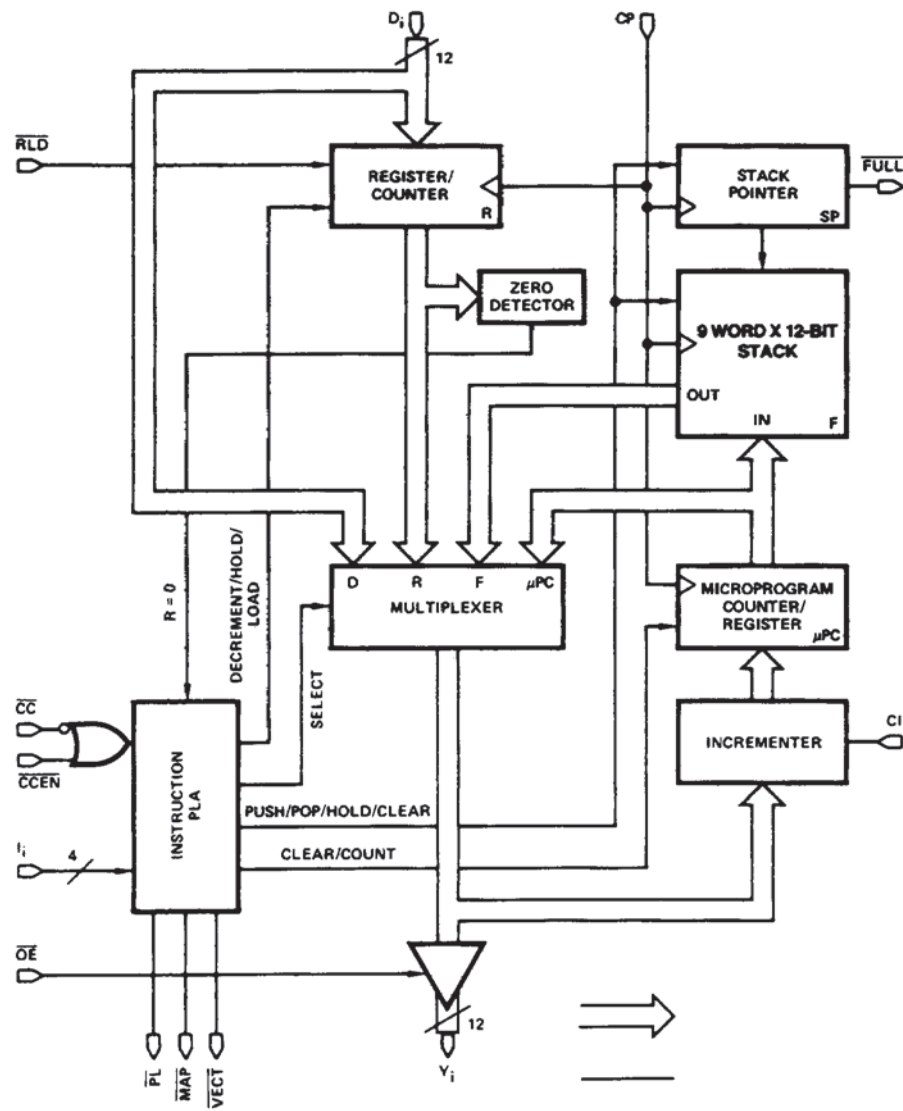 Di
CP
12
RLD
REGISTER/
COUNTER
R
STACK
POINTER
SP
FULL
ZERO
DETECTOR
9 WORD X 12-BIT
STACK
OUT
IN
F
R = 0
DECREMENT/HOLD/
LOAD
D
R
F
μPC
MULTIPLEXER
MICROPROGRAM
COUNTER/
REGISTER
μPC
SELECT
CC
CCEN
INSTRUCTION
PLA
INCREMENTER
CI
PUSH/POP/HOLD/CLEAR
Ii
4
CLEAR/COUNT
OE
12
Yi
PL
MAP
VECT